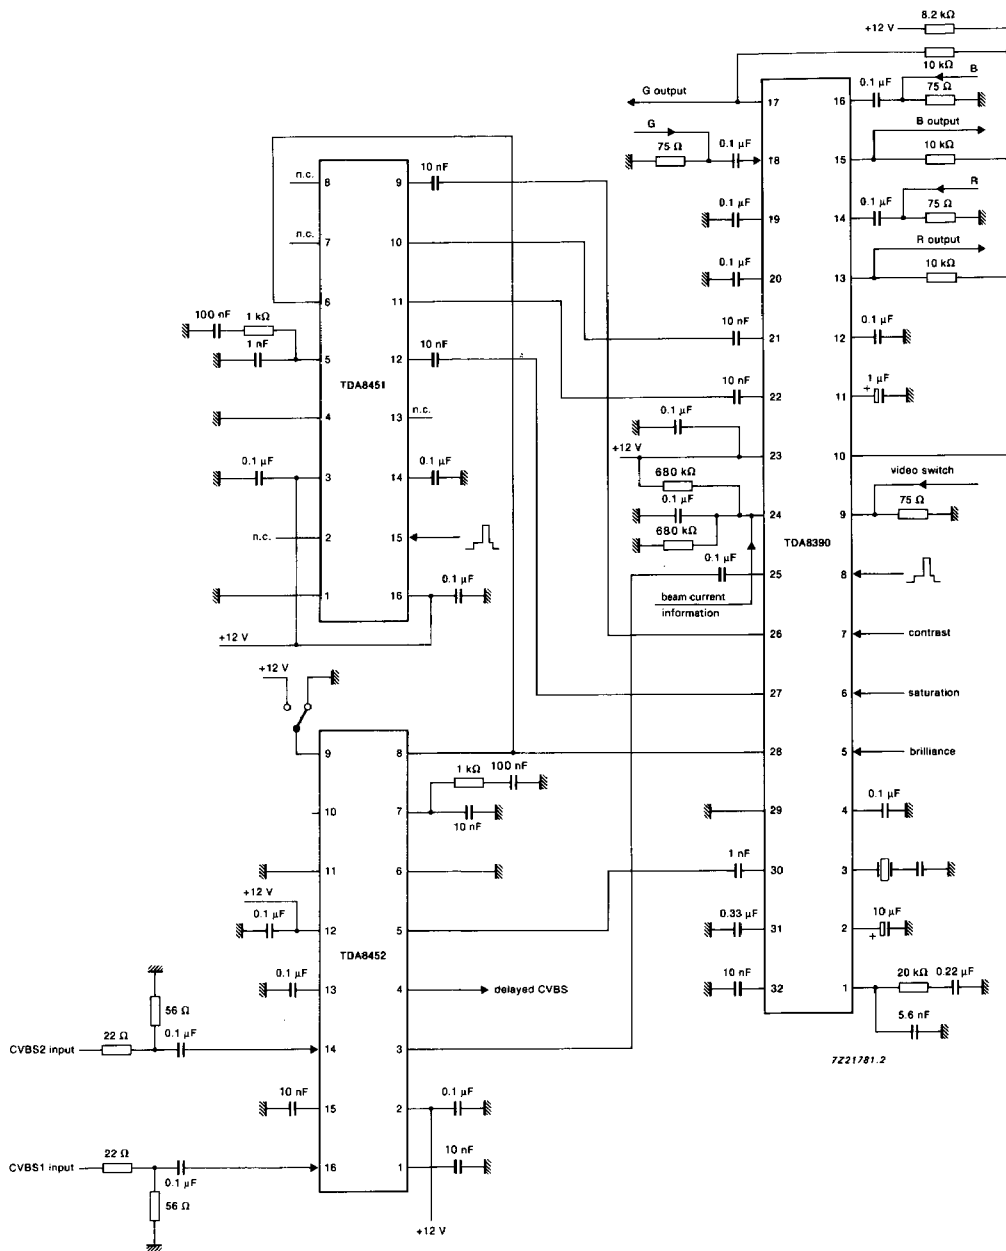 8.2 kΩ
+12 V
10 kΩ
G output
17
16
0.1 μF
B
75 Ω
G
75 Ω
0.1 μF
18
15
B output
10 kΩ
0.1 μF
19
14
0.1 μF
R
75 Ω
0.1 μF
20
13
R output
10 kΩ
10 nF
21
12
0.1 μF
10 nF
22
11
+ 1 μF
0.1 μF
+12 V
23
10
680 kΩ
video switch
75 Ω
0.1 μF
24
9
680 kΩ
TDA8390
0.1 μF
25
8
beam current
information
26
7
contrast
27
6
saturation
28
5
brilliance
29
4
0.1 μF
1 nF
30
3
0.33 μF
31
2
10 μF
+
10 nF
32
1
20 kΩ
0.22 μF
5.6 nF
7Z21781.2
n.c.
8
9
10 nF
n.c.
7
10
6
11
100 nF
1 kΩ
1 nF
5
12
10 nF
TDA8451
4
13
n.c.
0.1 μF
3
14
0.1 μF
n.c.
2
15
1
16
0.1 μF
+12 V
+12 V
9
8
1 kΩ
100 nF
10
7
10 nF
11
6
+12 V
0.1 μF
12
5
TDA8452
0.1 μF
13
4
delayed CVBS
56 Ω
CVBS2 input
22 Ω
0.1 μF
14
3
10 nF
15
2
0.1 μF
CVBS1 input
22 Ω
0.1 μF
16
1
10 nF
56 Ω
+12 V